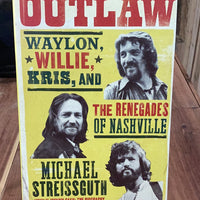 OUTLAW
WAYLON,
WILLIE,
KRIS, AND
THE RENEGADES
OF NASHVILLE
MICHAEL
STREISSGUTH